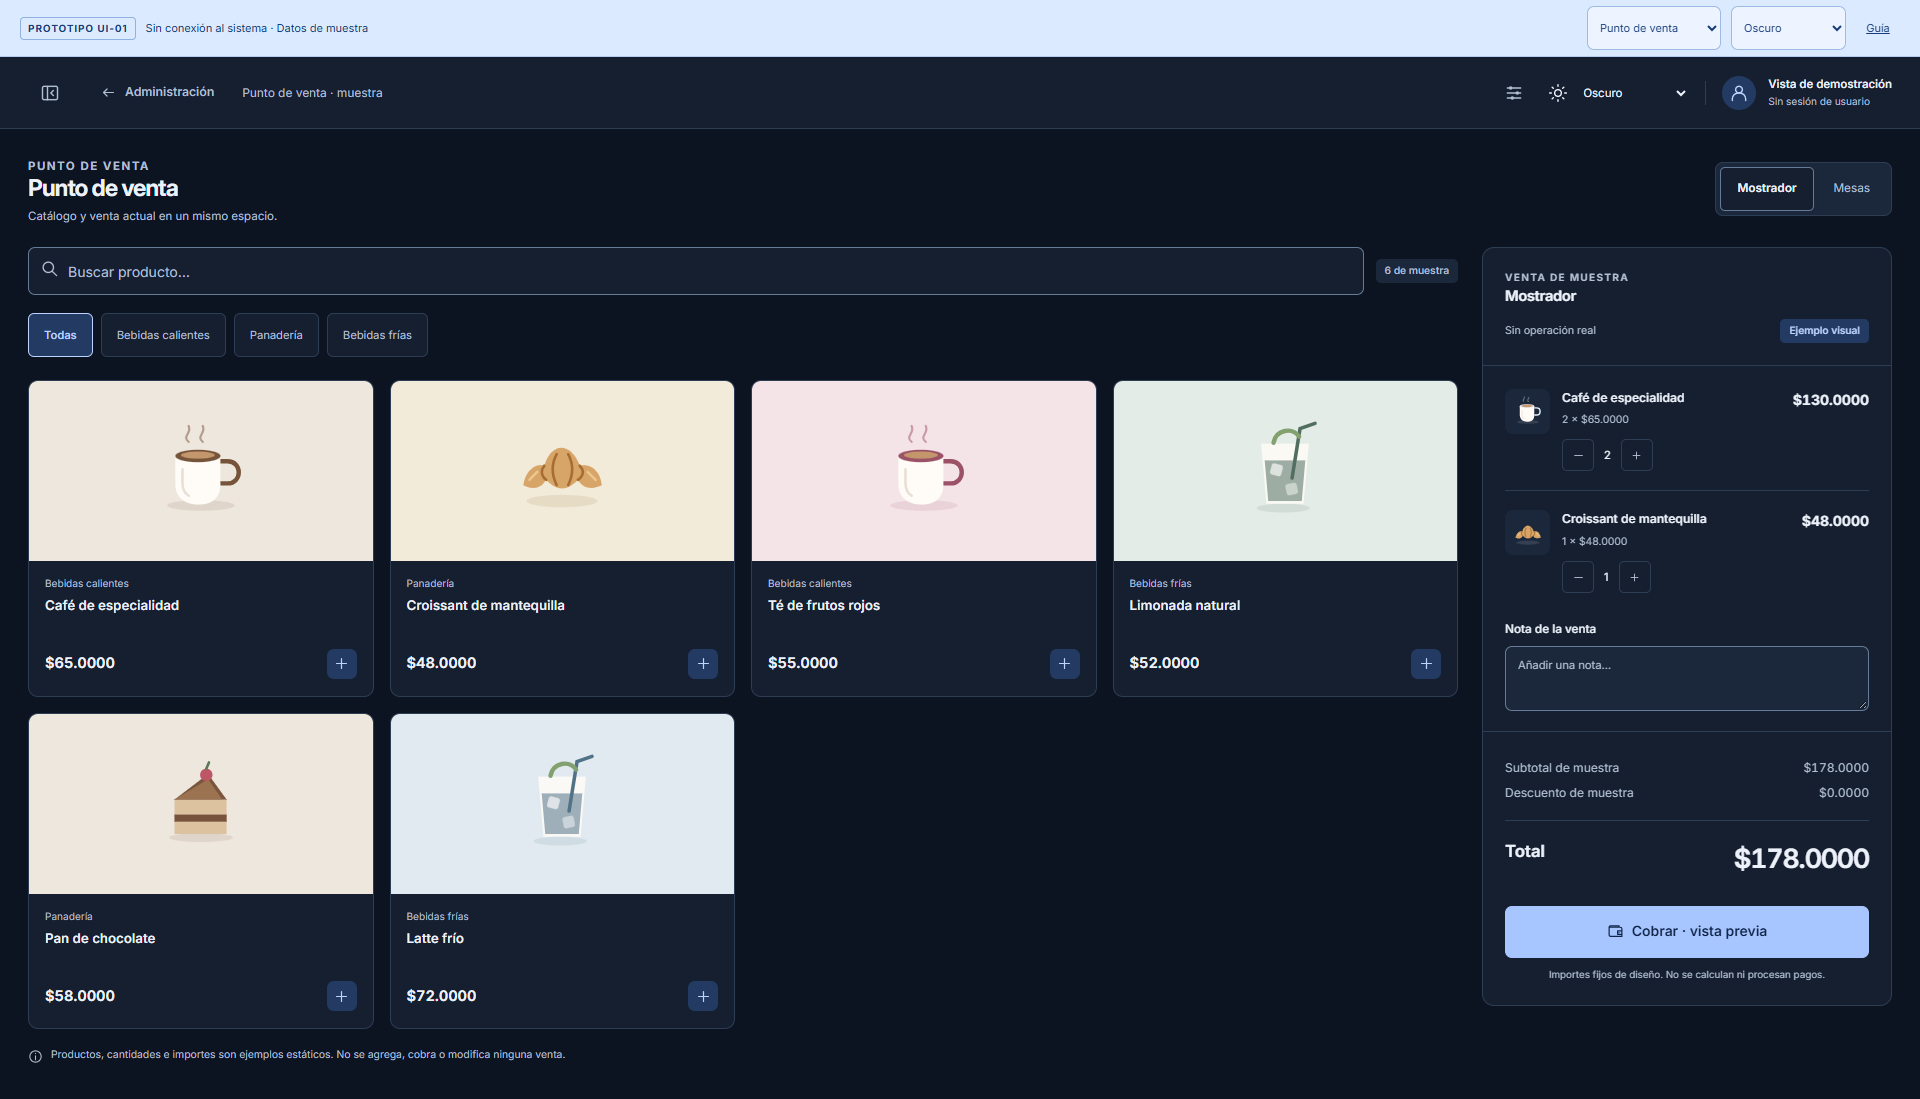 PROTOTIPO UI-01 Sin conexión al sistema · Datos de muestra Punto de venta Oscuro Guía
Administración Punto de venta · muestra Oscuro Vista de demostración
Sin sesión de usuario
PUNTO DE VENTA
Punto de venta
Catálogo y venta actual en un mismo espacio.
Mostrador Mesas
Buscar producto...
6 de muestra
Todas Bebidas calientes Panadería Bebidas frías
Bebidas calientes
Café de especialidad
$65.0000
Panadería
Croissant de mantequilla
$48.0000
Bebidas calientes
Té de frutos rojos
$55.0000
Bebidas frías
Limonada natural
$52.0000
Panadería
Pan de chocolate
$58.0000
Bebidas frías
Latte frío
$72.0000
Productos, cantidades e importes son ejemplos estáticos. No se agrega, cobra o modifica ninguna venta.
VENTA DE MUESTRA
Mostrador
Sin operación real Ejemplo visual
Café de especialidad $130.0000
2 × $65.0000
2
Croissant de mantequilla $48.0000
1 × $48.0000
1
Nota de la venta
Añadir una nota...
Subtotal de muestra $178.0000
Descuento de muestra $0.0000
Total $178.0000
Cobrar · vista previa
Importes fijos de diseño. No se calculan ni procesan pagos.